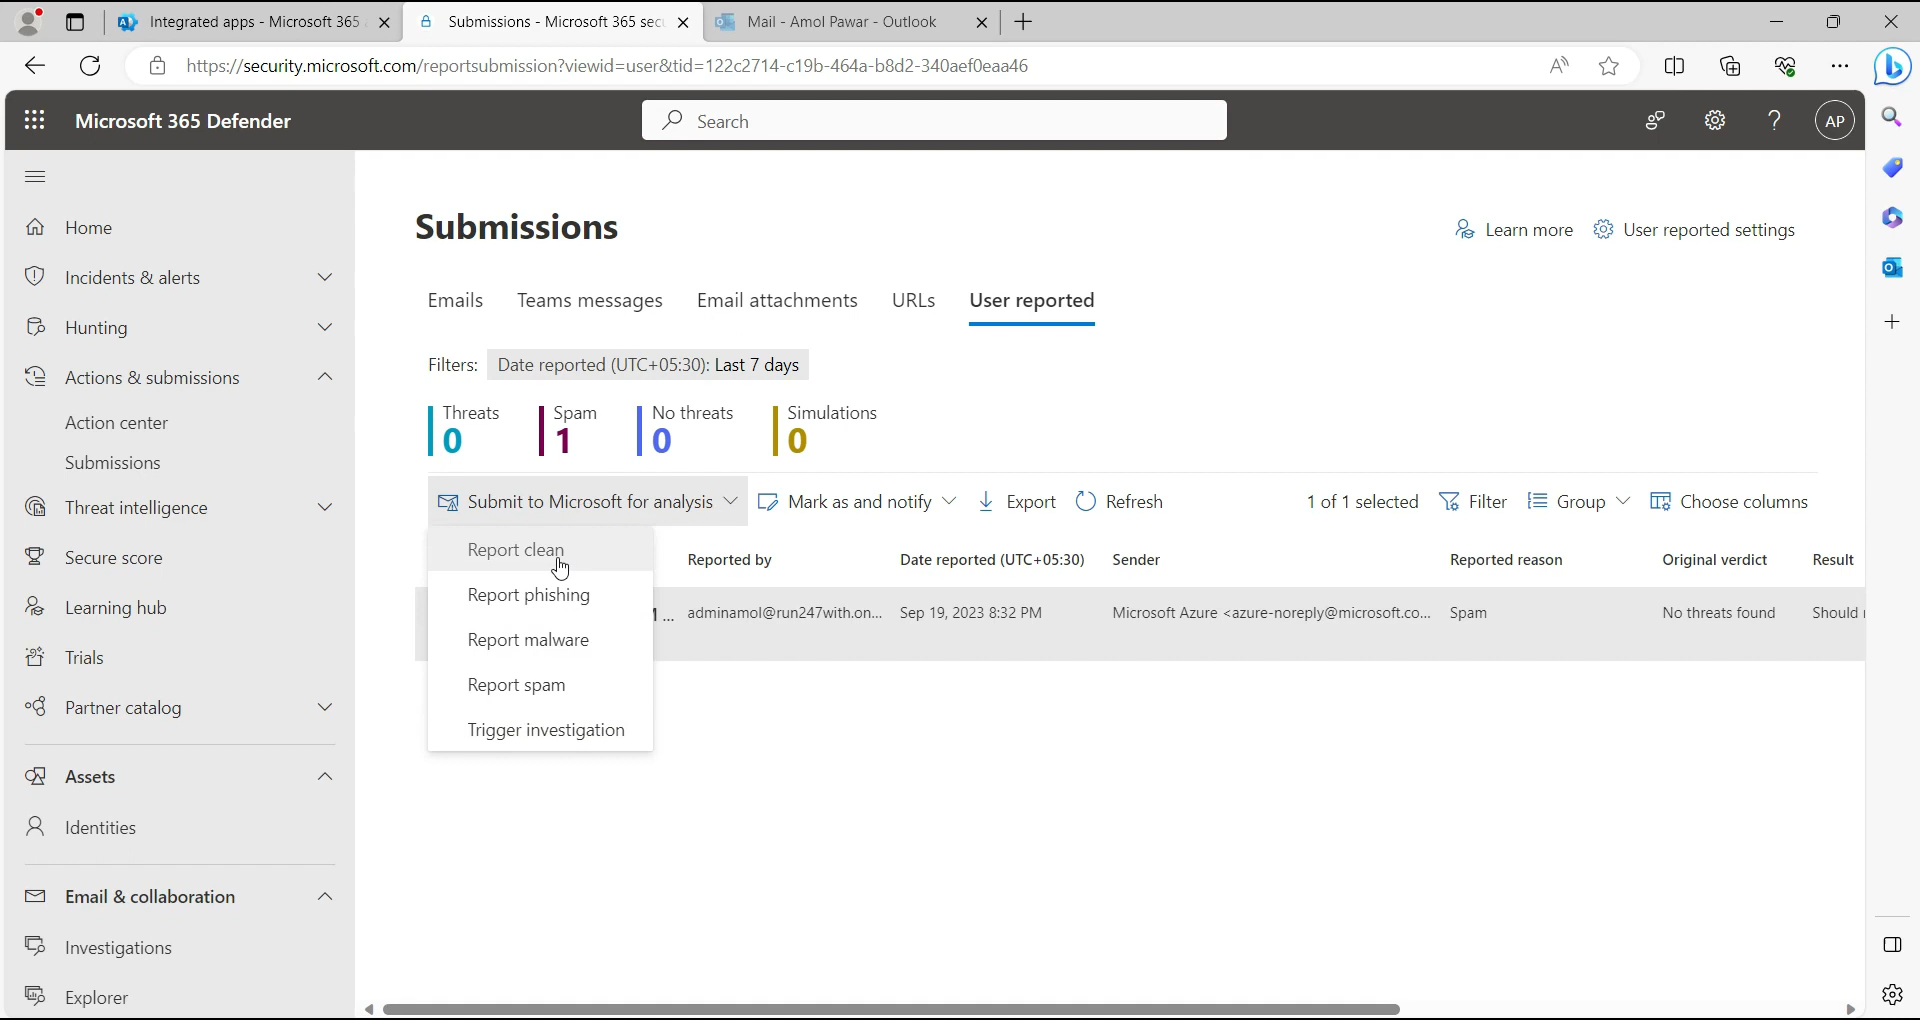 Integrated apps - Microsoft 365
Submissions - Microsoft 365 sec
Mail - Amol Pawar - Outlook
https://security.microsoft.com/reportsubmission?viewid=user&tid=122c2714-c19b-464a-b8d2-340aef0eaa46
Microsoft 365 Defender
Search
AP
Home
Incidents & alerts
Hunting
Actions & submissions
Action center
Submissions
Threat intelligence
Secure score
Learning hub
Trials
Partner catalog
Assets
Identities
Email & collaboration
Investigations
Explorer
Submissions
Learn more
User reported settings
Emails Teams messages Email attachments URLs User reported
Filters: Date reported (UTC+05:30): Last 7 days
Threats Spam No threats Simulations
0 1 0 0
Submit to Microsoft for analysis Mark as and notify Export Refresh 1 of 1 selected Filter Group Choose columns
Report clean
Report phishing
Report malware
Report spam
Trigger investigation
Reported by Date reported (UTC+05:30) Sender Reported reason Original verdict Result
... adminamol@run247with.on... Sep 19, 2023 8:32 PM Microsoft Azure <azure-noreply@microsoft.co... Spam No threats found Should